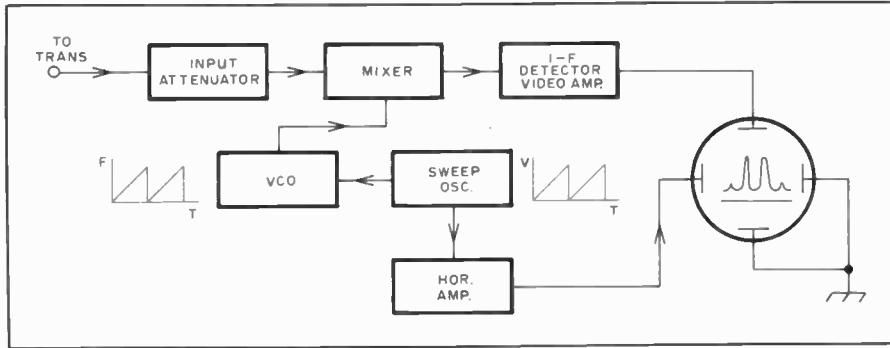 TO
TRANS
INPUT
ATTENUATOR
MIXER
I-F
DETECTOR
VIDEO AMP.
F
T
VCO
SWEEP
OSC.
V
T
HOR.
AMP.